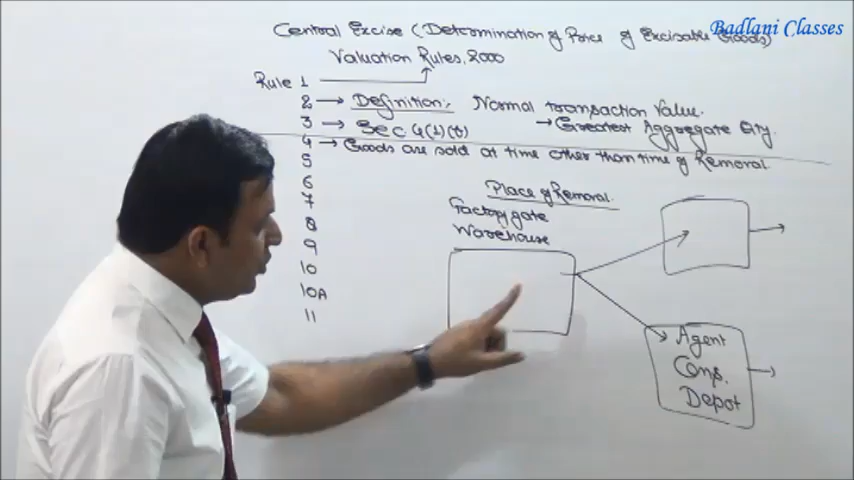 Badlani Classes
Central Excise (Determination of Price of Excisable Goods)
Valuation Rules, 2000
Rule 1
2 → Definition:- Normal transaction Value.
→ Greatest Aggregate Qty.
3 → Sec 4(1)(b)
4 → Goods are sold at time other than time of Removal
5
6
7
8
9
10
10A
11
Place of Removal
Factory gate
Warehouse
Agent
Cons.
Depot